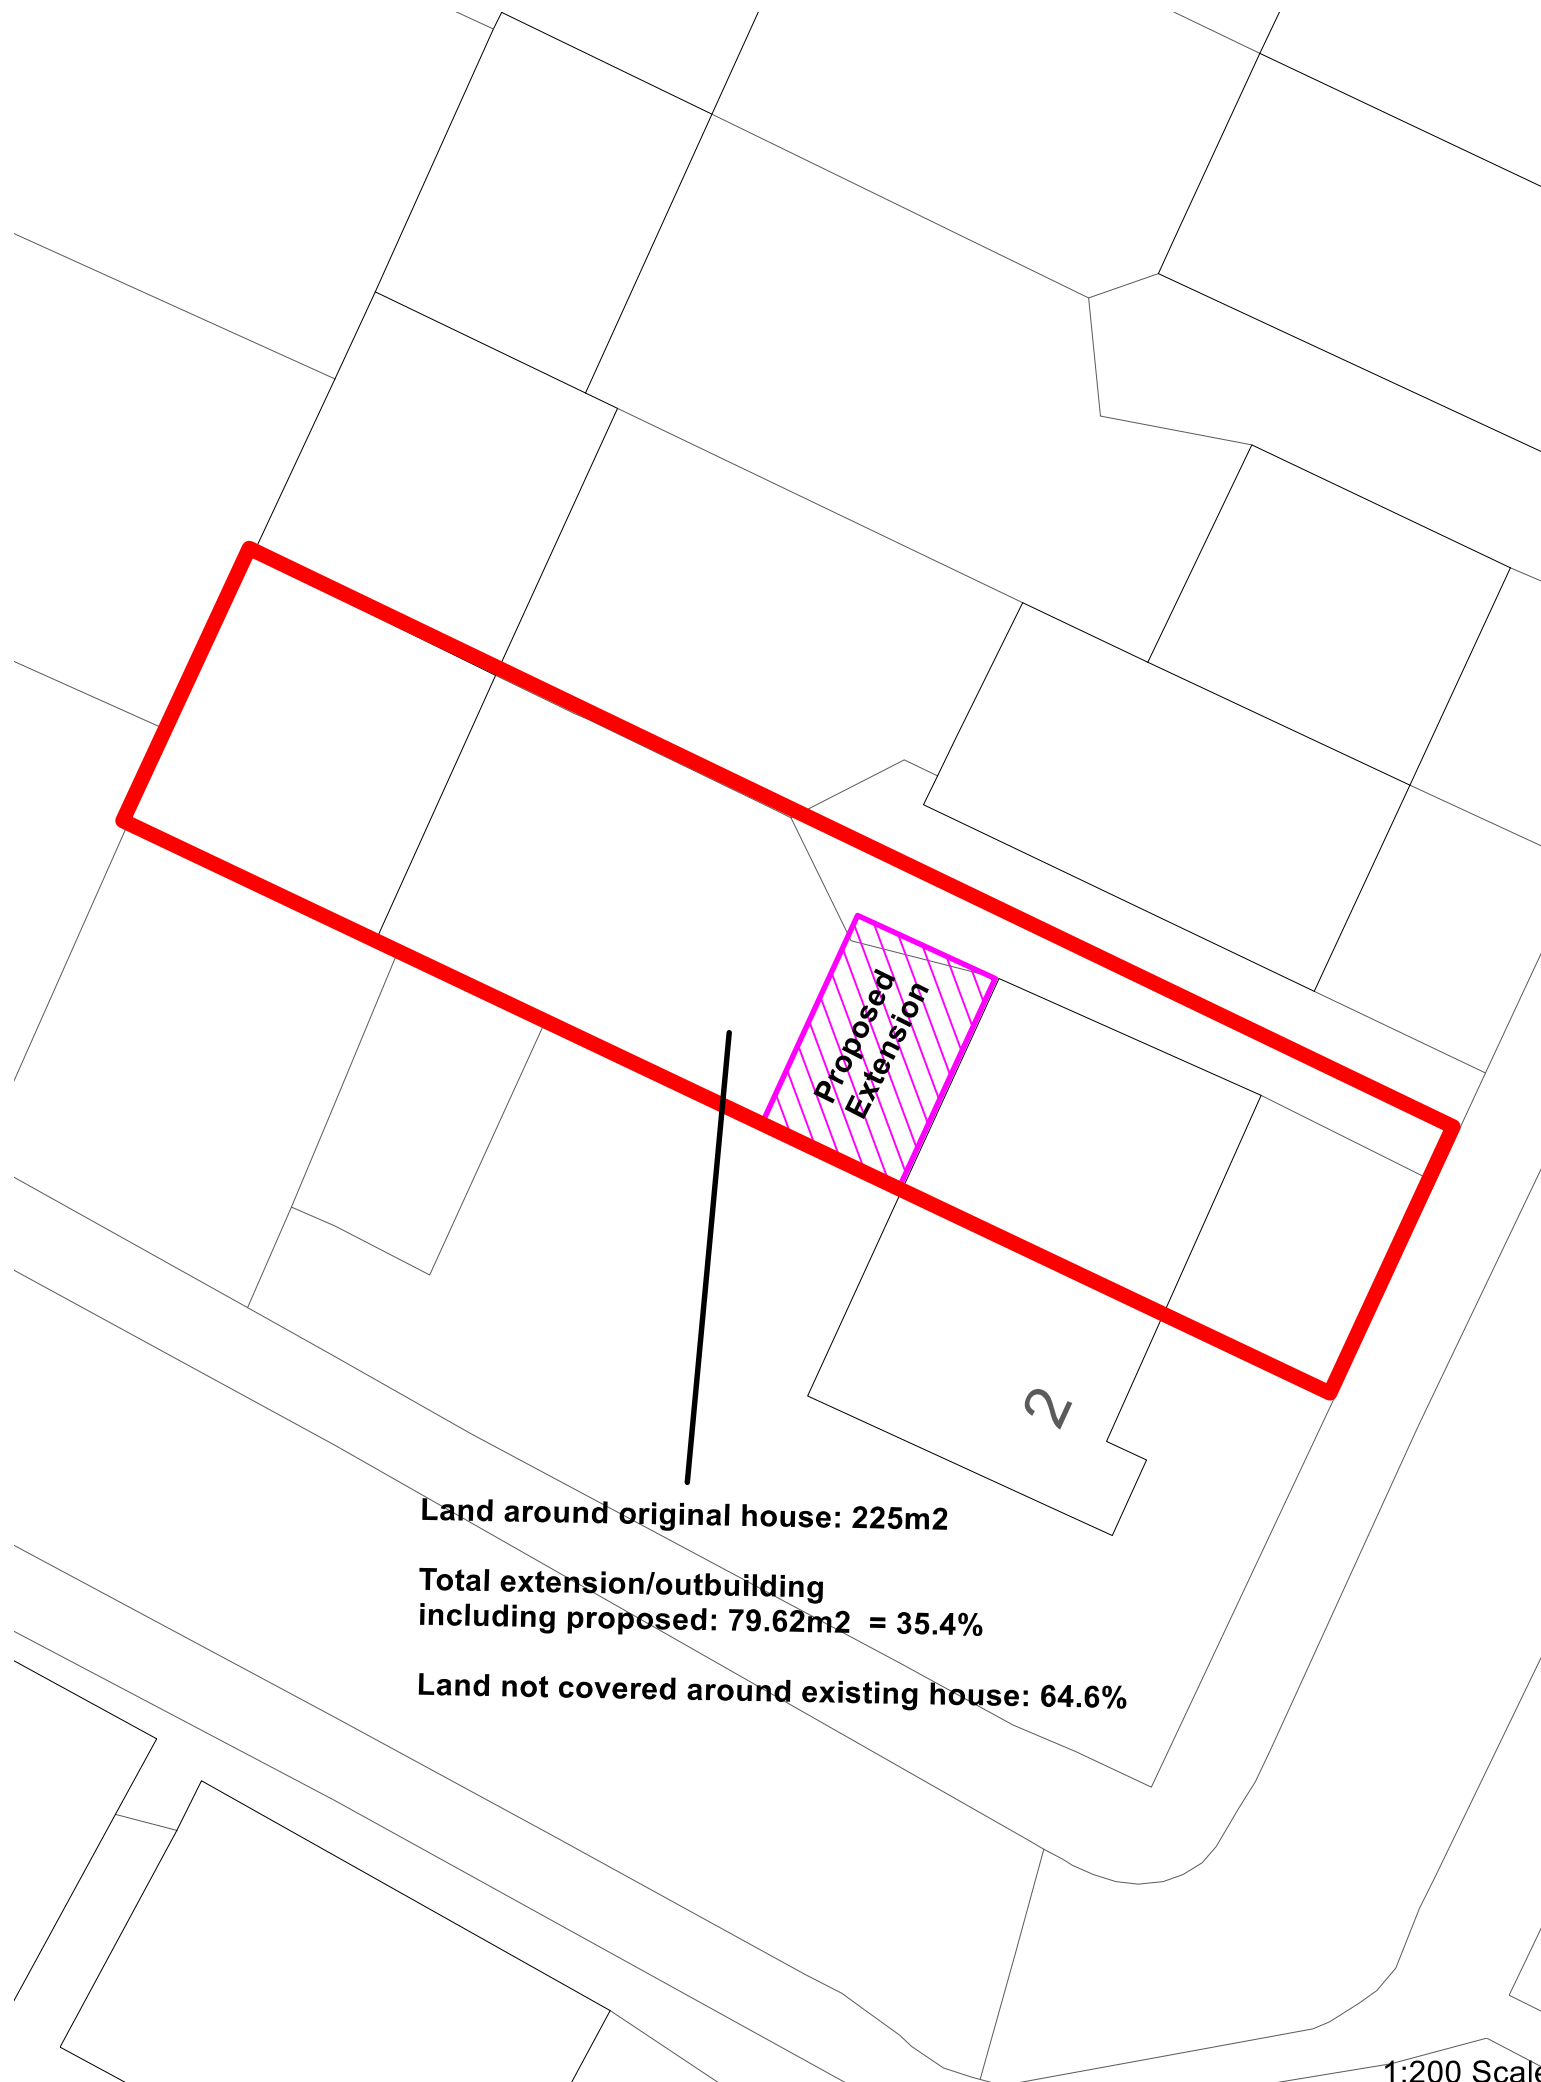 Proposed
Extension
2
Land around original house: 225m2
Total extension/outbuilding
including proposed: 79.62m2 = 35.4%
Land not covered around existing house: 64.6%
1:200 Scale